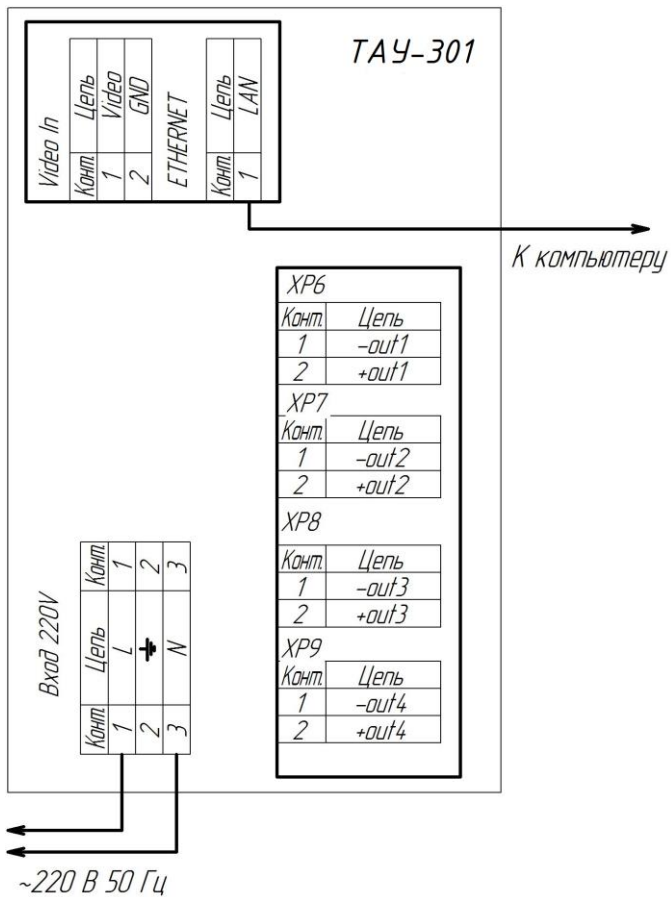 ТАУ-301
Video In
Конт. Цепь
1 Video
2 GND
ETHERNET
Конт. Цепь
1 LAN
К компьютеру
XP6
Конт. Цепь
1 -out1
2 +out1
XP7
Конт. Цепь
1 -out2
2 +out2
XP8
Конт. Цепь
1 -out3
2 +out3
XP9
Конт. Цепь
1 -out4
2 +out4
Вход 220V
Конт. Цепь Конт.
1 L 1
2 2
3 N 3
~220 В 50 Гц